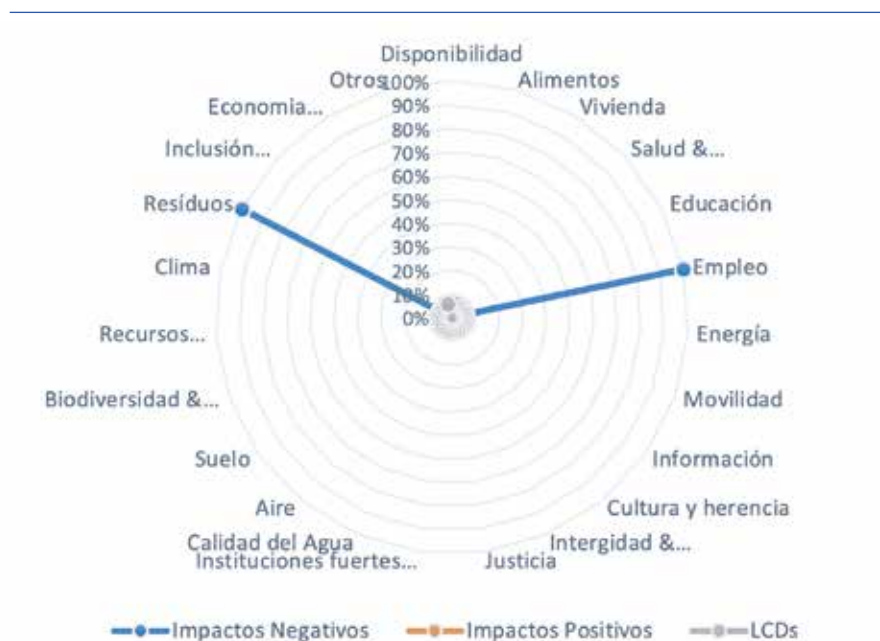 Disponibilidad
Otros
100%
Alimentos
Economia...
90%
Vivienda
80%
Inclusión...
70%
Salud &...
60%
Resíduos
50%
Educación
40%
30%
Clima
20%
Empleo
10%
0%
Recursos...
Energía
Biodiversidad &...
Movilidad
Suelo
Información
Aire
Cultura y herencia
Calidad del Agua
Intergidad &...
Instituciones fuertes...
Justicia
Impactos Negativos
Impactos Positivos
LCDs